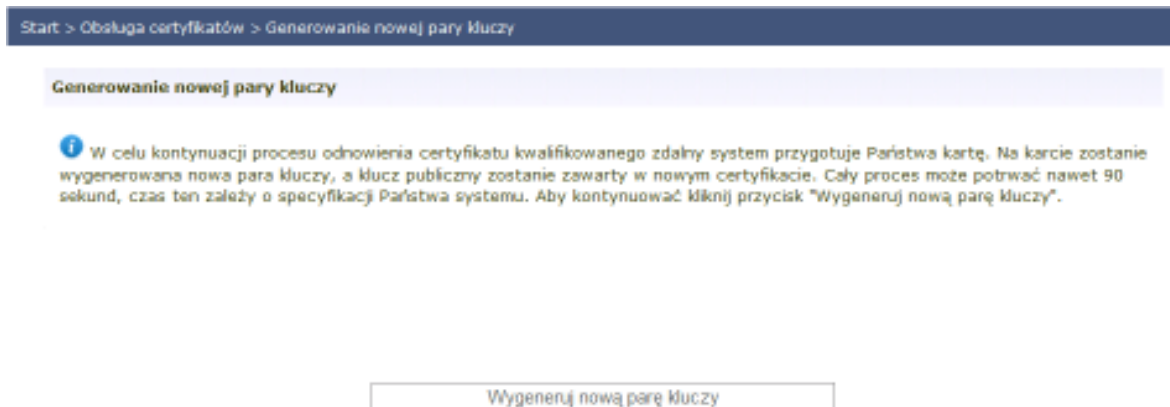 Start > Obsługa certyfikatów > Generowanie nowej pary kluczy
Generowanie nowej pary kluczy
W celu kontynuacji procesu odnowienia certyfikatu kwalifikowanego zdalny system przygotuje Państwa kartę. Na karcie zostanie
wygenerowana nowa para kluczy, a klucz publiczny zostanie zawarty w nowym certyfikacie. Cały proces może potrwać nawet 90
sekund, czas ten zależy o specyfikacji Państwa systemu. Aby kontynuować kliknij przycisk "Wygeneruj nową parę kluczy".
Wygeneruj nową parę kluczy